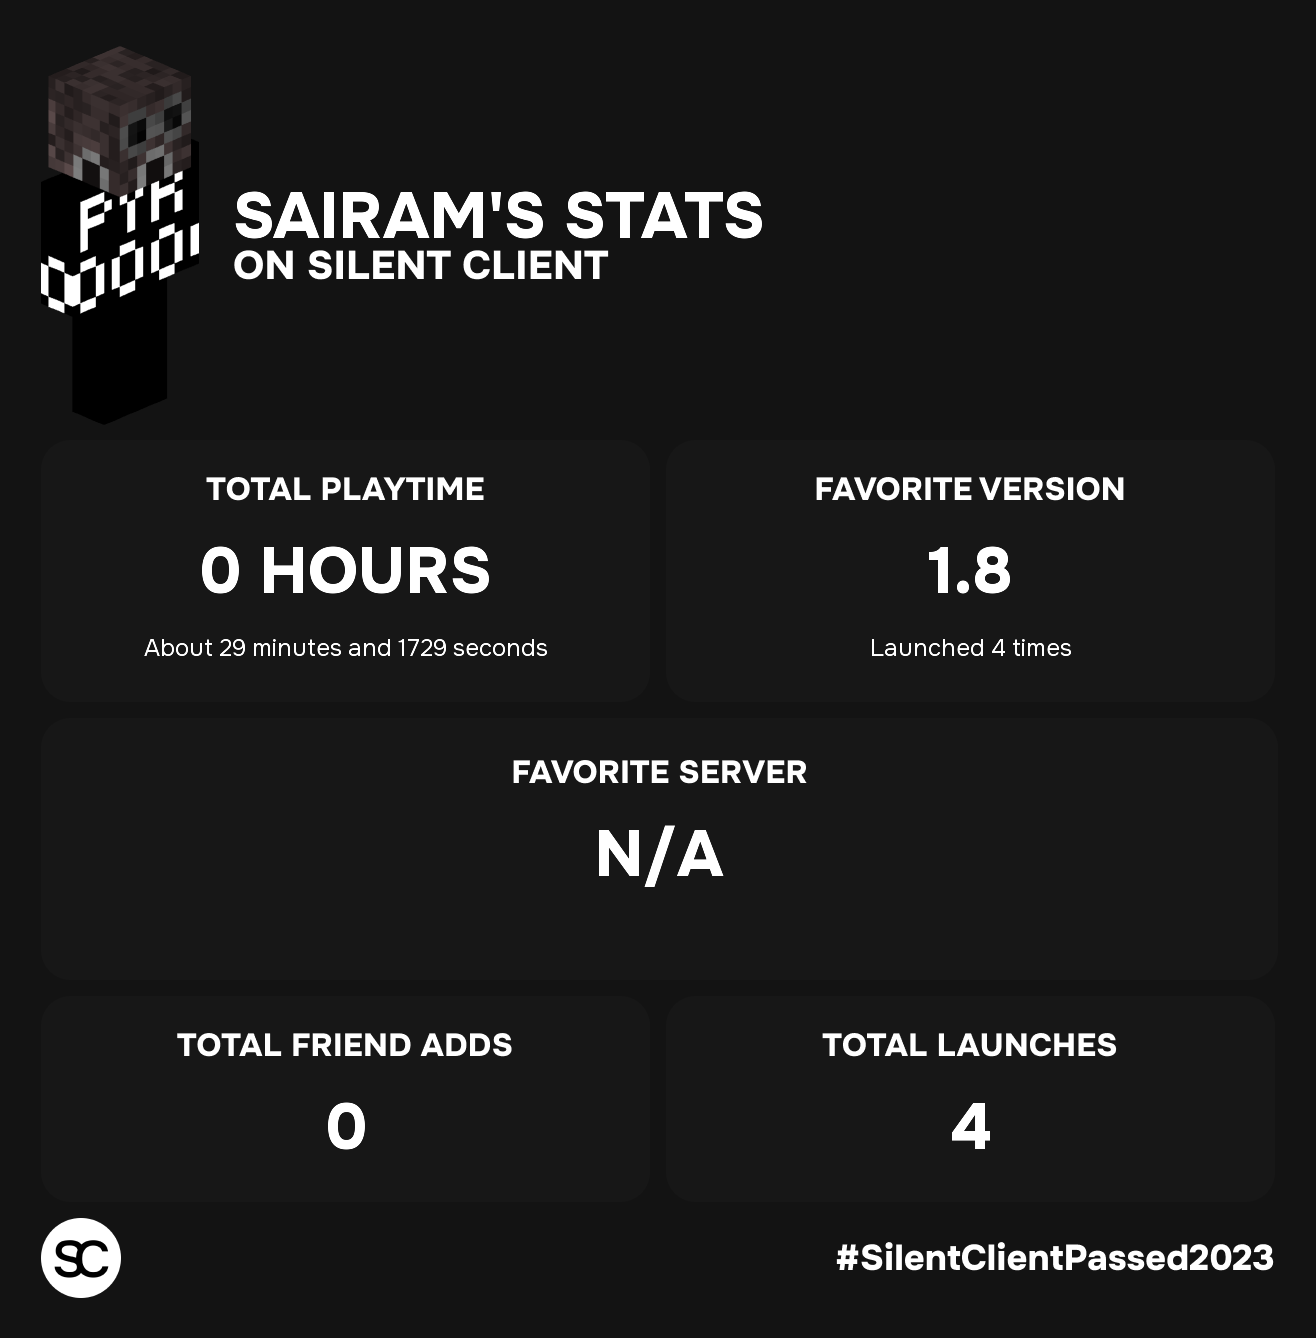 SAIRAM'S STATS
ON SILENT CLIENT
TOTAL PLAYTIME
0 HOURS
About 29 minutes and 1729 seconds
FAVORITE VERSION
1.8
Launched 4 times
FAVORITE SERVER
N/A
TOTAL FRIEND ADDS
0
TOTAL LAUNCHES
4
SC
#SilentClientPassed2023